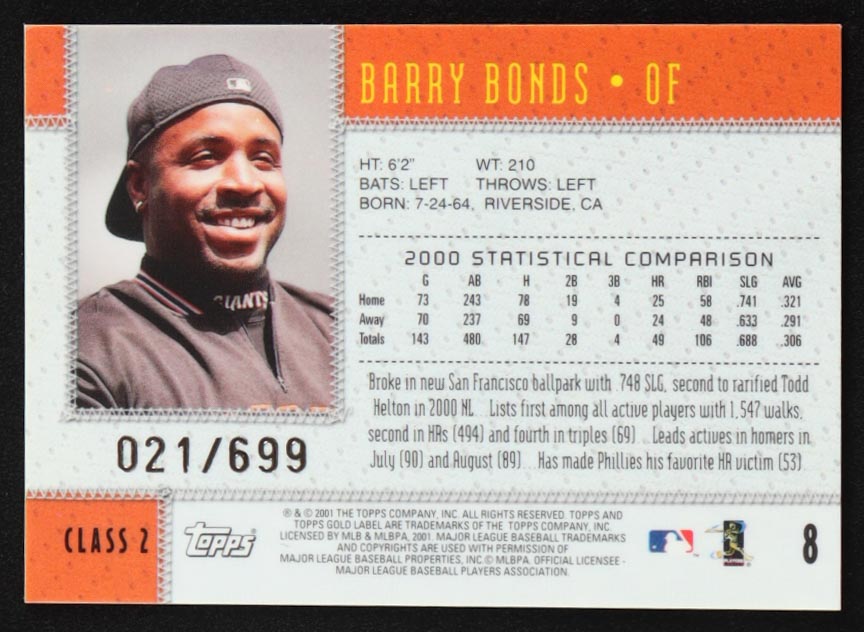 BARRY BONDS • OF
GIANTS
HT: 6'2" WT: 210
BATS: LEFT THROWS: LEFT
BORN: 7-24-64, RIVERSIDE, CA
2000 STATISTICAL COMPARISON
G AB H 2B 3B HR RBI SLG AVG
Home 73 243 78 19 4 25 58 .741 .321
Away 70 237 69 9 0 24 48 .633 .291
Totals 143 480 147 28 4 49 106 .688 .306
Broke in new San Francisco ballpark with .748 SLG, second to rarified Todd
Helton in 2000 NL... Lists first among all active players with 1,547 walks,
second in HRs (494) and fourth in triples (69)... Leads actives in homers in
July (90) and August (89)... Has made Phillies his favorite HR victim (53)
021/699
CLASS 2
Topps
® & © 2001 THE TOPPS COMPANY, INC. ALL RIGHTS RESERVED. TOPPS AND
TOPPS GOLD LABEL ARE TRADEMARKS OF THE TOPPS COMPANY, INC.
LICENSED BY MLB & MLBPA, 2001. MAJOR LEAGUE BASEBALL TRADEMARKS
AND COPYRIGHTS ARE USED WITH PERMISSION OF
MAJOR LEAGUE BASEBALL PROPERTIES, INC.© MLBPA. OFFICIAL LICENSEE -
MAJOR LEAGUE BASEBALL PLAYERS ASSOCIATION.
8